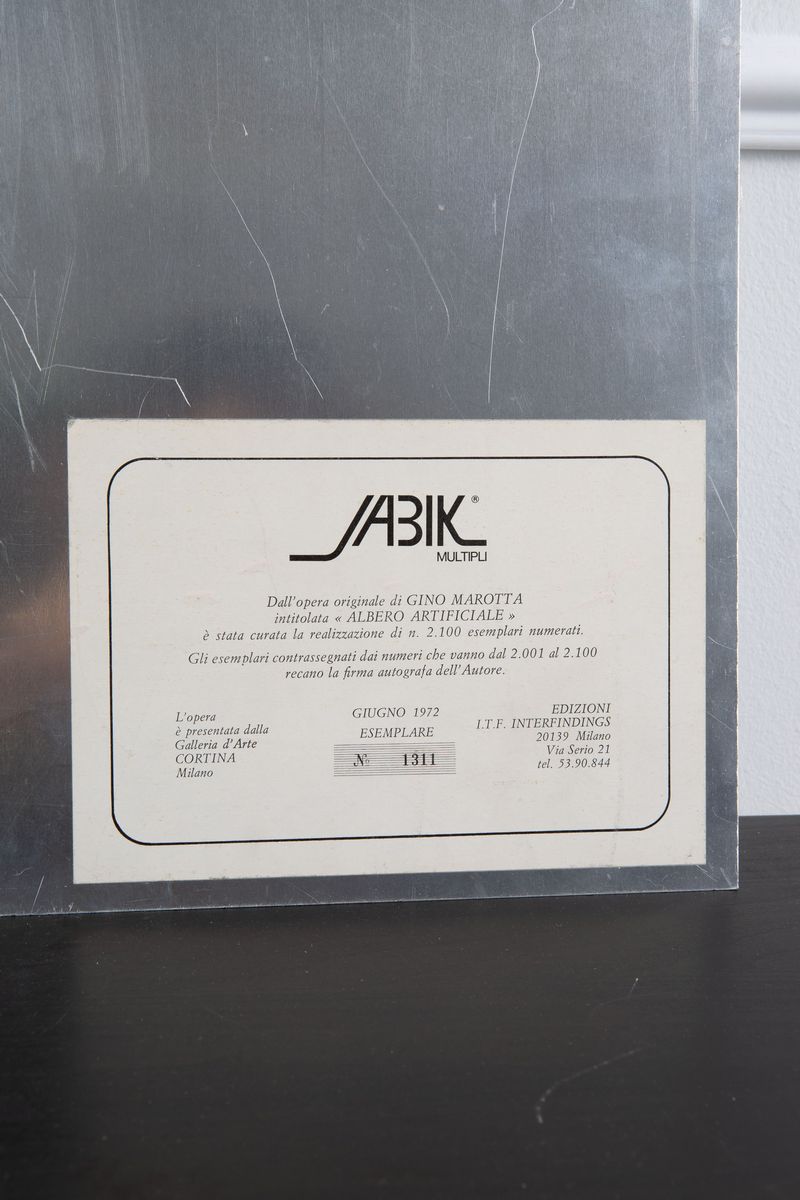 JABIK®
MULTIPLI
Dall'opera originale di GINO MAROTTA
intitolata « ALBERO ARTIFICIALE »
è stata curata la realizzazione di n. 2.100 esemplari numerati.
Gli esemplari contrassegnati dai numeri che vanno dal 2.001 al 2.100
recano la firma autografa dell'Autore.
L'opera
è presentata dalla
Galleria d'Arte
CORTINA
Milano
GIUGNO 1972
ESEMPLARE
№ 1311
EDIZIONI
I.T.F. INTERFINDINGS
20139 Milano
Via Serio 21
tel. 53.90.844